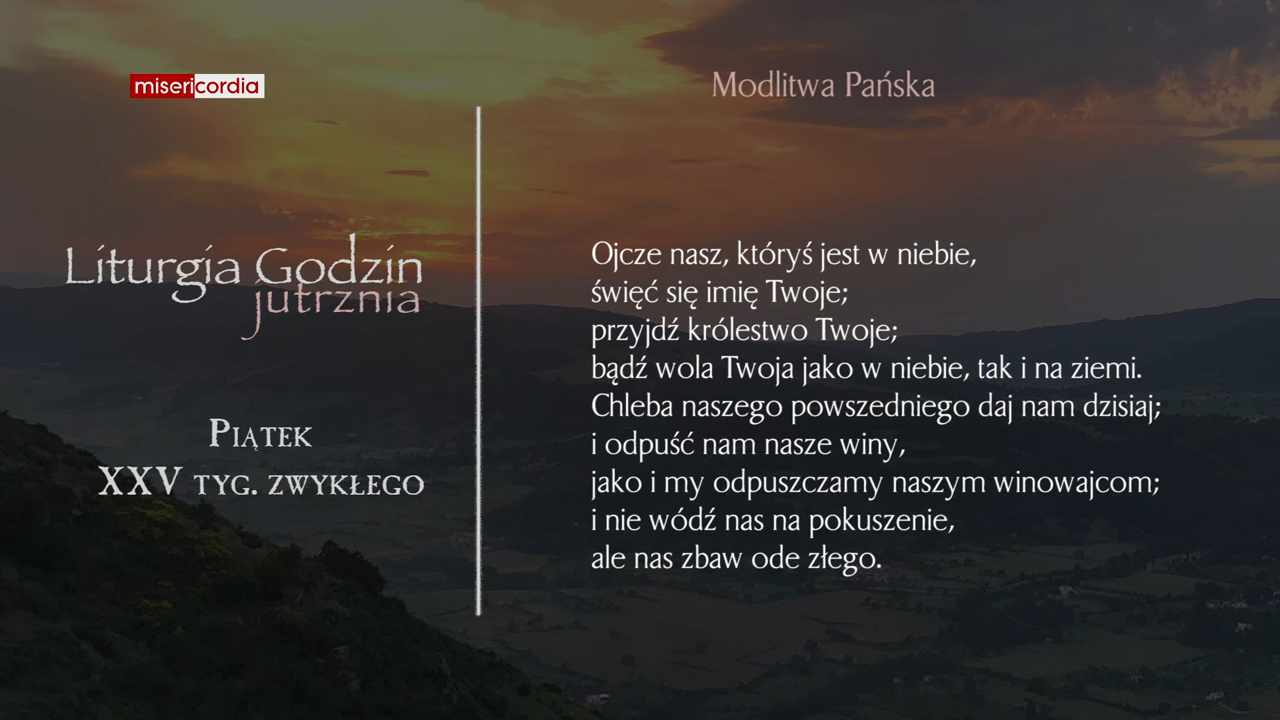 misericordia
Liturgia Godzin
jutrznia
Piątek
XXV tyg. zwykłego
Modlitwa Pańska
Ojcze nasz, któryś jest w niebie,
święć się imię Twoje;
przyjdź królestwo Twoje;
bądź wola Twoja jako w niebie, tak i na ziemi.
Chleba naszego powszedniego daj nam dzisiaj;
i odpuść nam nasze winy,
jako i my odpuszczamy naszym winowajcom;
i nie wódź nas na pokuszenie,
ale nas zbaw ode złego.